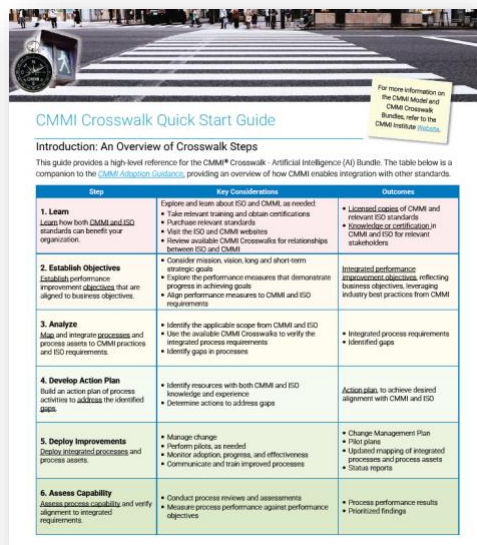 For more information on
the CMMI Model and
CMMI Crosswalk
Bundles, refer to the
CMMI Institute Website.
CMMI Crosswalk Quick Start Guide
Introduction: An Overview of Crosswalk Steps
This guide provides a high-level reference for the CMMI® Crosswalk - Artificial Intelligence (AI) Bundle. The table below is a
companion to the CMMI Adoption Guidance, providing an overview of how CMMI enables integration with other standards.
Step
Key Considerations
Outcomes
1. Learn
Learn how both CMMI and ISO
standards can benefit your
organization.
Explore and learn about ISO and CMMI, as needed:
• Take relevant training and obtain certifications
• Purchase relevant standards
• Visit the ISO and CMMI websites
• Review available CMMI Crosswalks for relationships
between ISO and CMMI
• Licensed copies of CMMI and
relevant ISO standards
• Knowledge or certification in
CMMI and ISO for relevant
stakeholders
2. Establish Objectives
Establish performance
improvement objectives that are
aligned to business objectives.
• Consider mission, vision, long and short-term
strategic goals
• Explore the performance measures that demonstrate
progress in achieving goals
• Align performance measures to CMMI and ISO
requirements
Integrated performance
improvement objectives, reflecting
business objectives, leveraging
industry best practices from CMMI
3. Analyze
Map and integrate processes and
process assets to CMMI practices
and ISO requirements.
• Identify the applicable scope from CMMI and ISO
• Use the available CMMI Crosswalks to verify the
integrated process requirements
• Identify gaps in processes
• Integrated process requirements
• Identified gaps
4. Develop Action Plan
Build an action plan of process
activities to address the identified
gaps.
• Identify resources with both CMMI and ISO
knowledge and experience
• Determine actions to address gaps
Action plan, to achieve desired
alignment with CMMI and ISO
5. Deploy Improvements
Deploy integrated processes and
process assets.
• Manage change
• Perform pilots, as needed
• Monitor adoption, progress, and effectiveness
• Communicate and train improved processes
• Change Management Plan
• Pilot plans
• Updated mapping of integrated
processes and process assets
• Status reports
6. Assess Capability
Assess process capability and verify
alignment to integrated
requirements.
• Conduct process reviews and assessments
• Measure process performance against performance
objectives
• Process performance results
• Prioritized findings